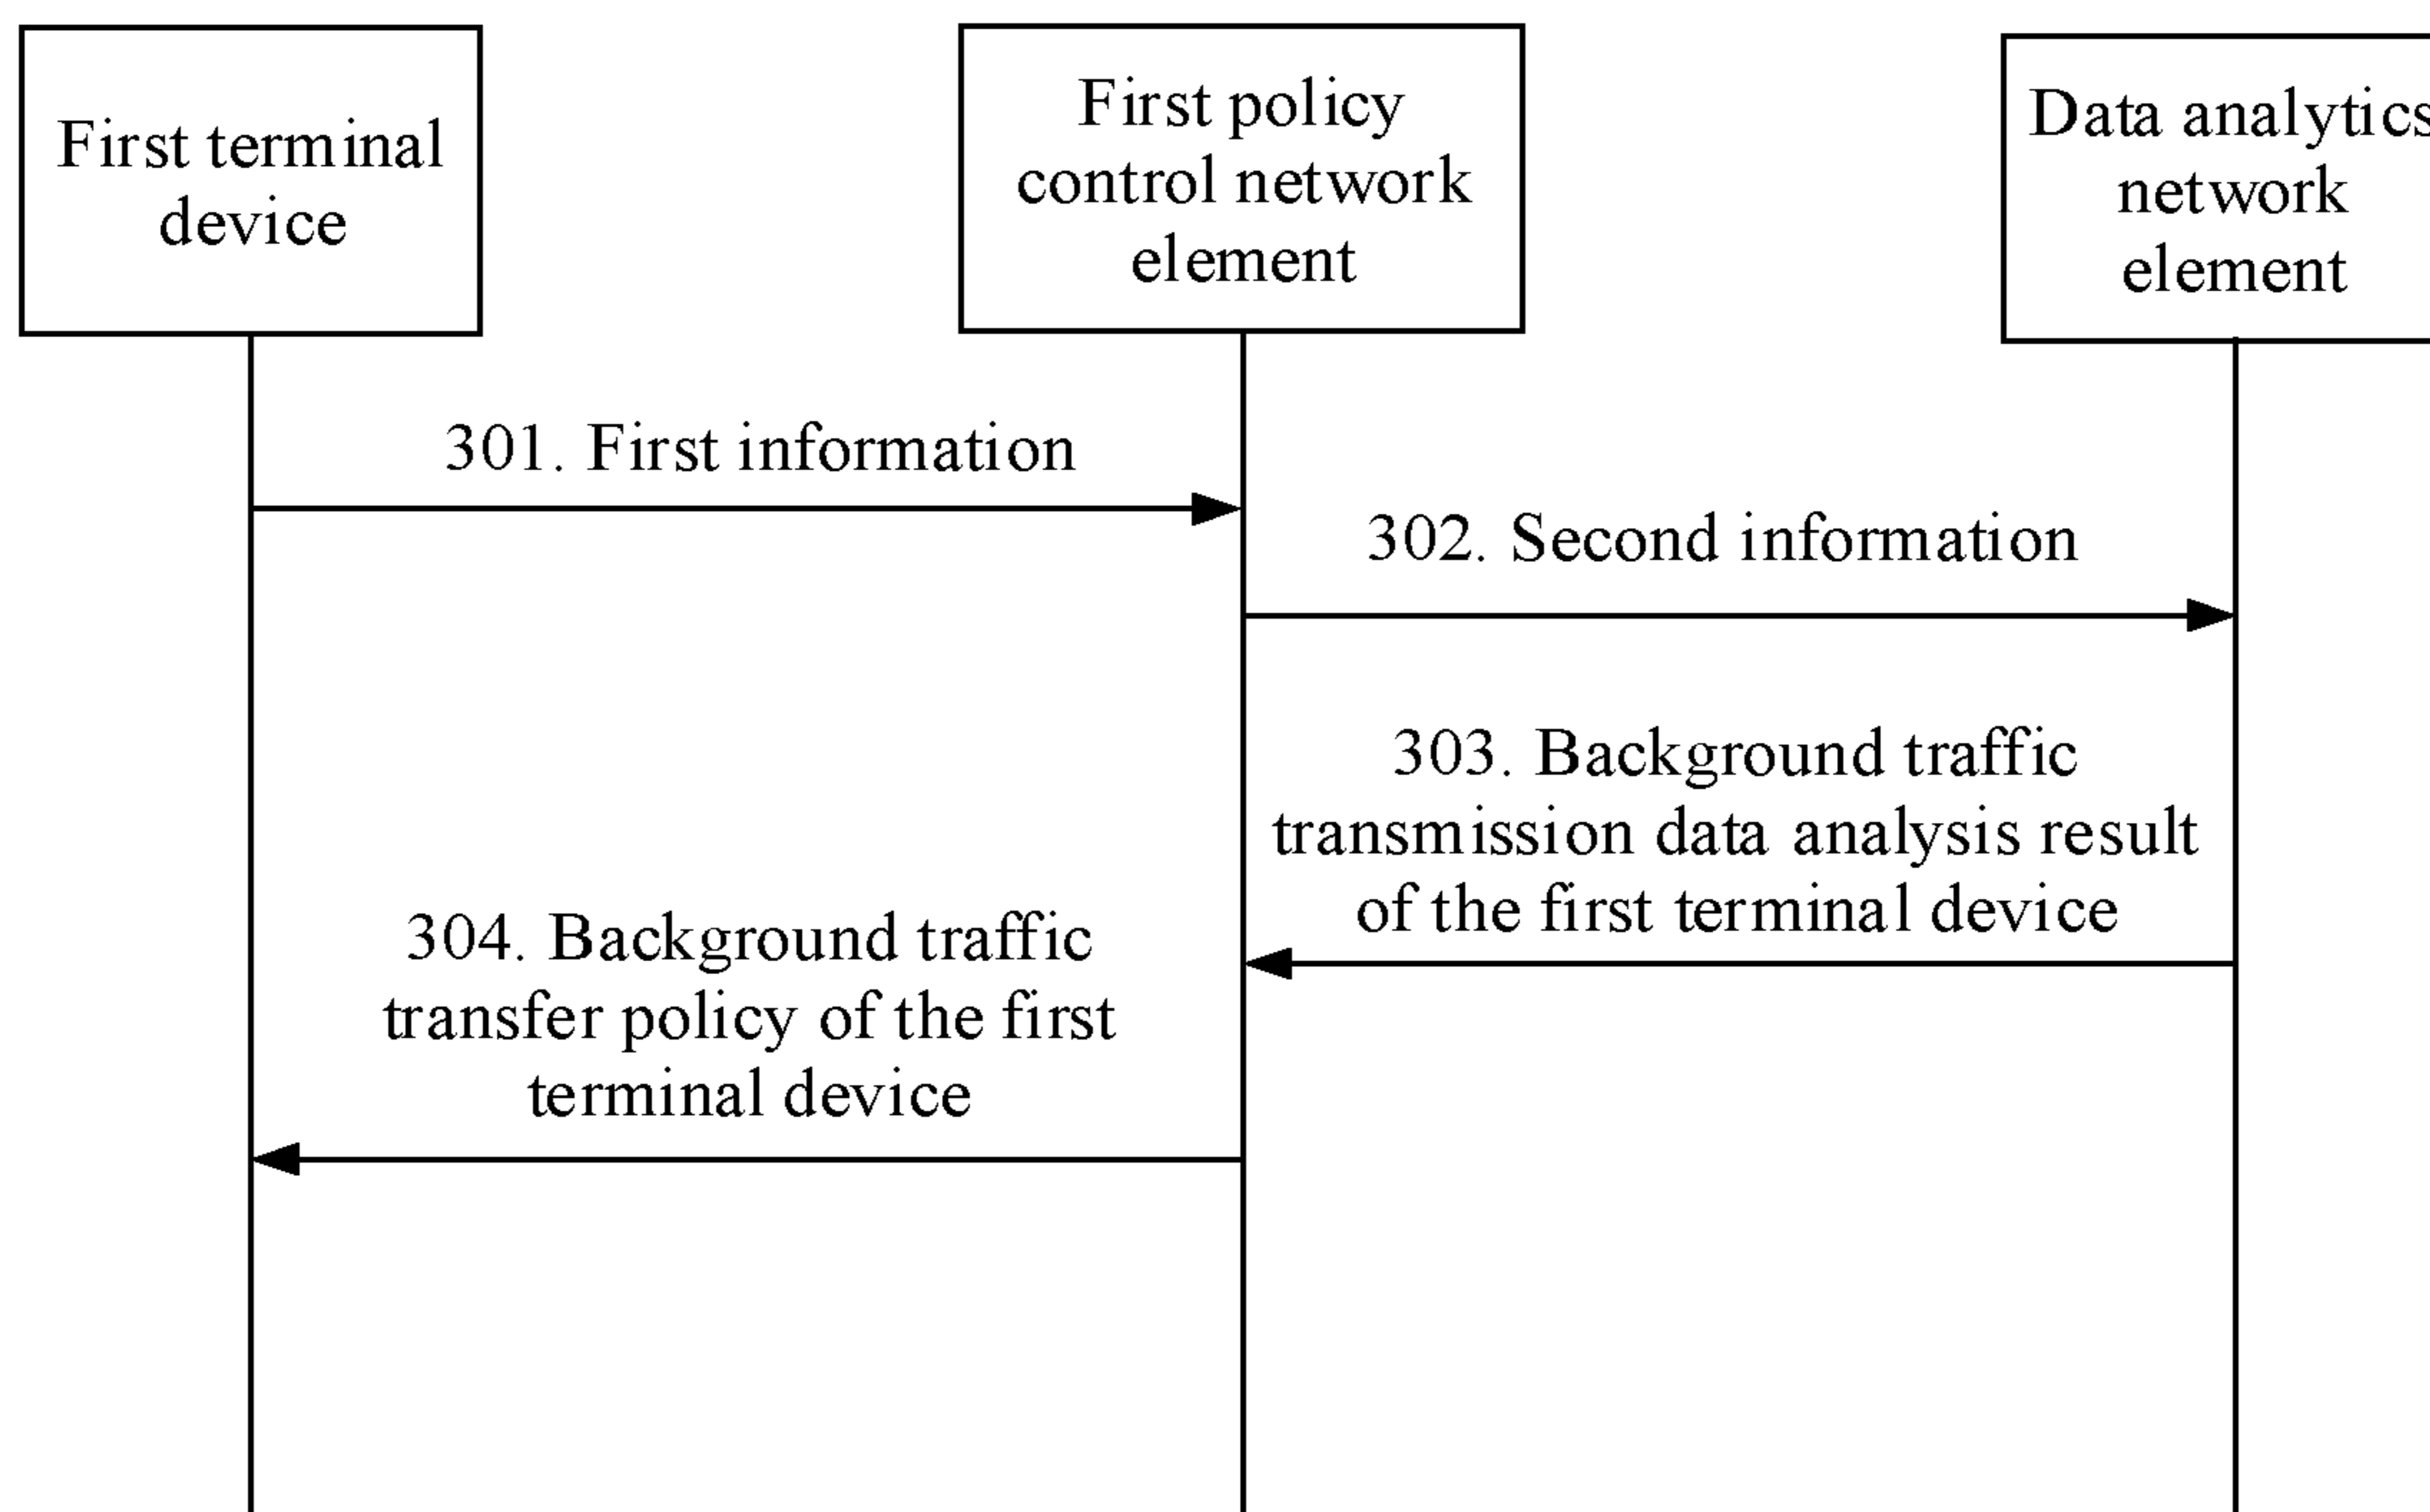 First terminal
device
First policy
control network
element
Data analytics
network
element
301. First information
302. Second information
303. Background traffic
transmission data analysis result
of the first terminal device
304. Background traffic
transfer policy of the first
terminal device